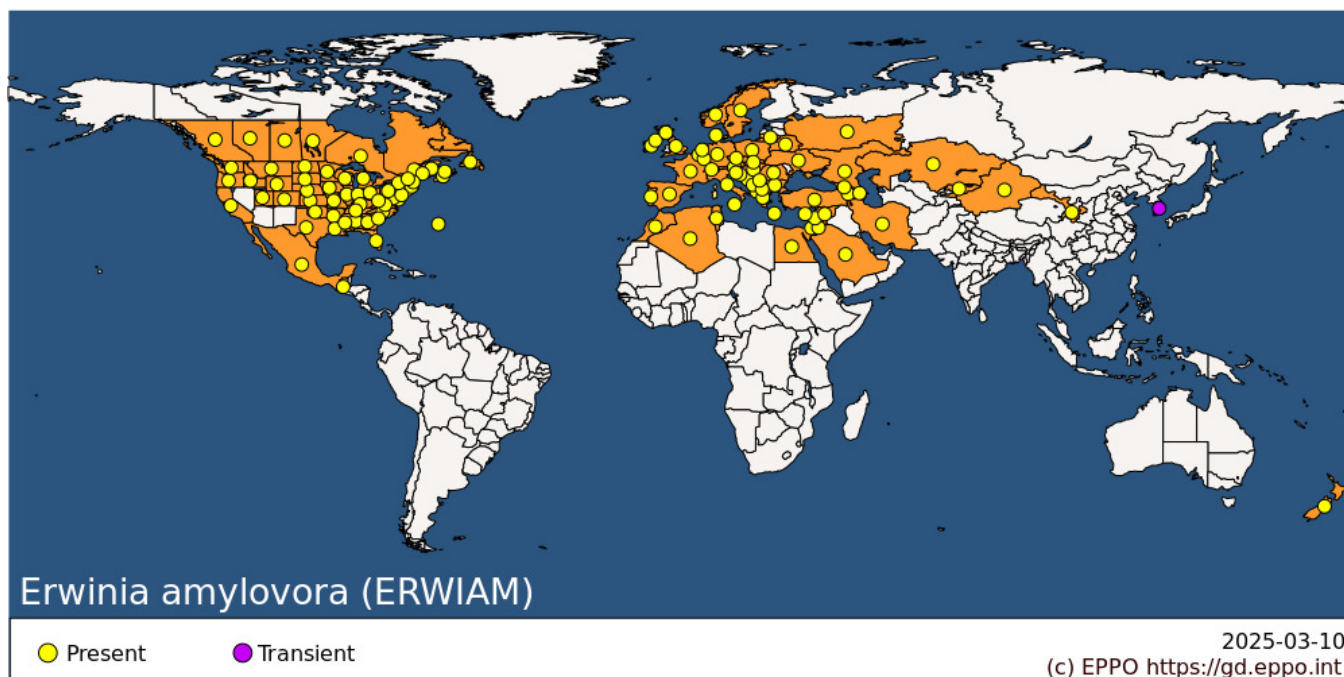 Erwinia amylovora (ERWIAM)
Present
Transient
2025-03-10
(c) EPPO https://gd.eppo.int